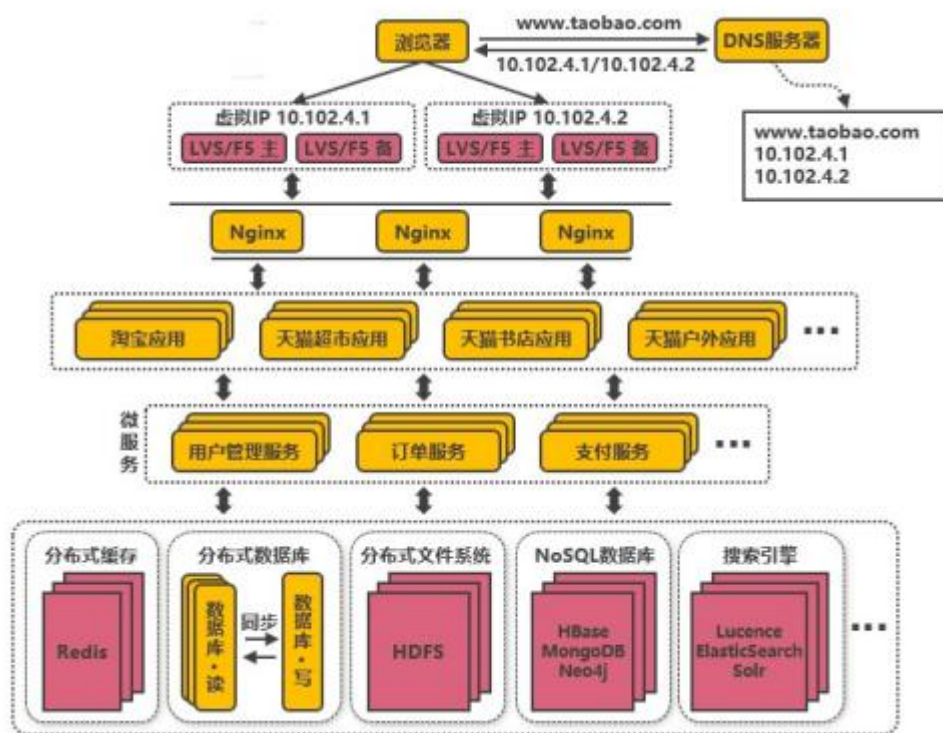 www.taobao.com
浏览器
DNS服务器
10.102.4.1/10.102.4.2
虚拟IP 10.102.4.1
虚拟IP 10.102.4.2
LVS/F5 主
LVS/F5 备
LVS/F5 主
LVS/F5 备
www.taobao.com
10.102.4.1
10.102.4.2
Nginx
Nginx
Nginx
淘宝应用
天猫超市应用
天猫书店应用
天猫户外应用
微服务
用户管理服务
订单服务
支付服务
分布式缓存
分布式数据库
分布式文件系统
NoSQL数据库
搜索引擎
Redis
数据库·读
同步
数据库·写
HDFS
HBase
MongoDB
Neo4j
Lucence
ElasticSearch
Solr